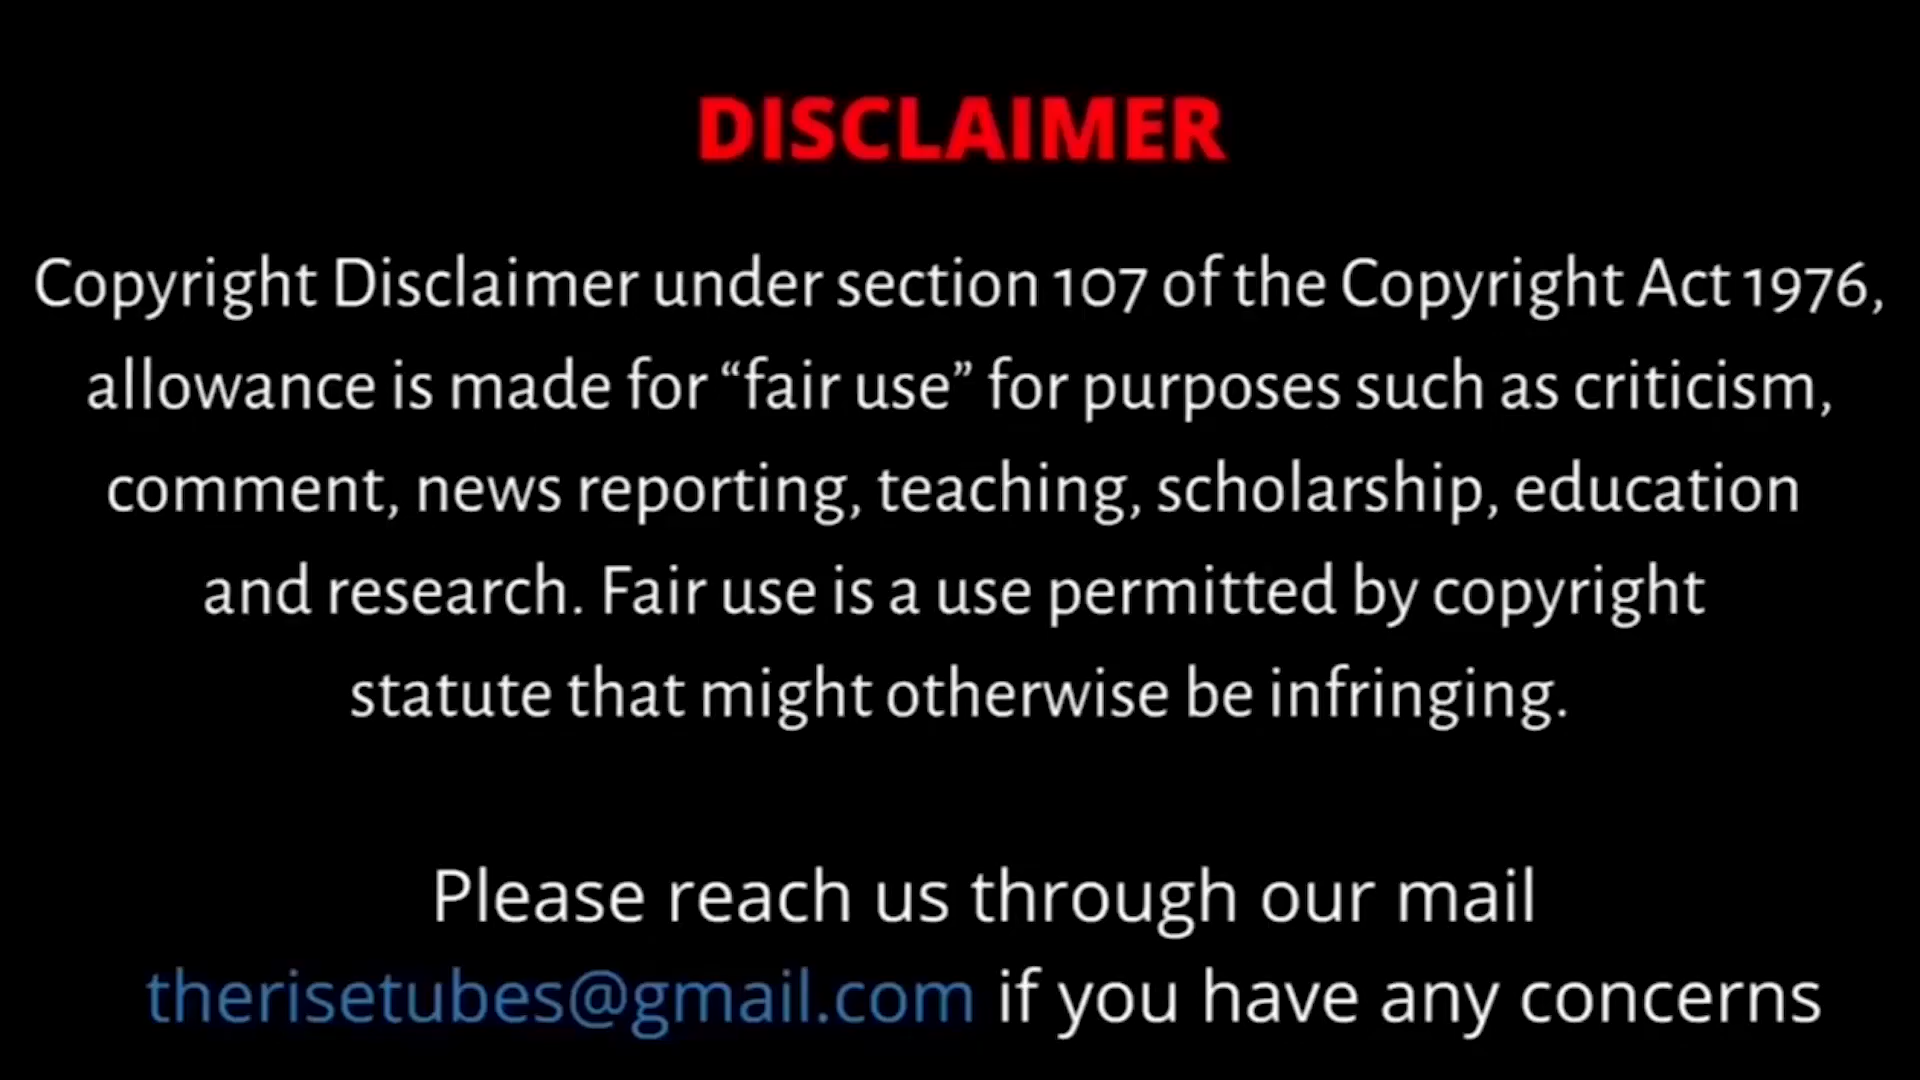 DISCLAIMER
Copyright Disclaimer under section 107 of the Copyright Act 1976,
allowance is made for “fair use” for purposes such as criticism,
comment, news reporting, teaching, scholarship, education
and research. Fair use is a use permitted by copyright
statute that might otherwise be infringing.
Please reach us through our mail
therisetubes@gmail.com if you have any concerns